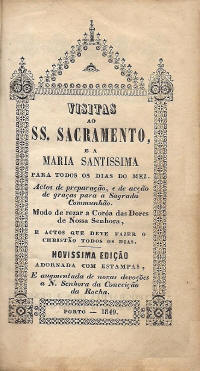 VISITAS
AO
SS. SACRAMENTO,
E A
MARIA SANTISSIMA
PARA TODOS OS DIAS DO MEZ.
Actos de preparação, e de acção
de graças para a Sagrada
Communhão.
Modo de rezar a Corôa das Dores
de Nossa Senhora,
E ACTOS QUE DEVE FAZER O
CHRISTÃO TODOS OS DIAS.
NOVISSIMA EDIÇÃO
ADORNADA COM ESTAMPAS,
E augmentada de novas devoções
a N. Senhora da Conceição
da Rocha.
PORTO — 1849.